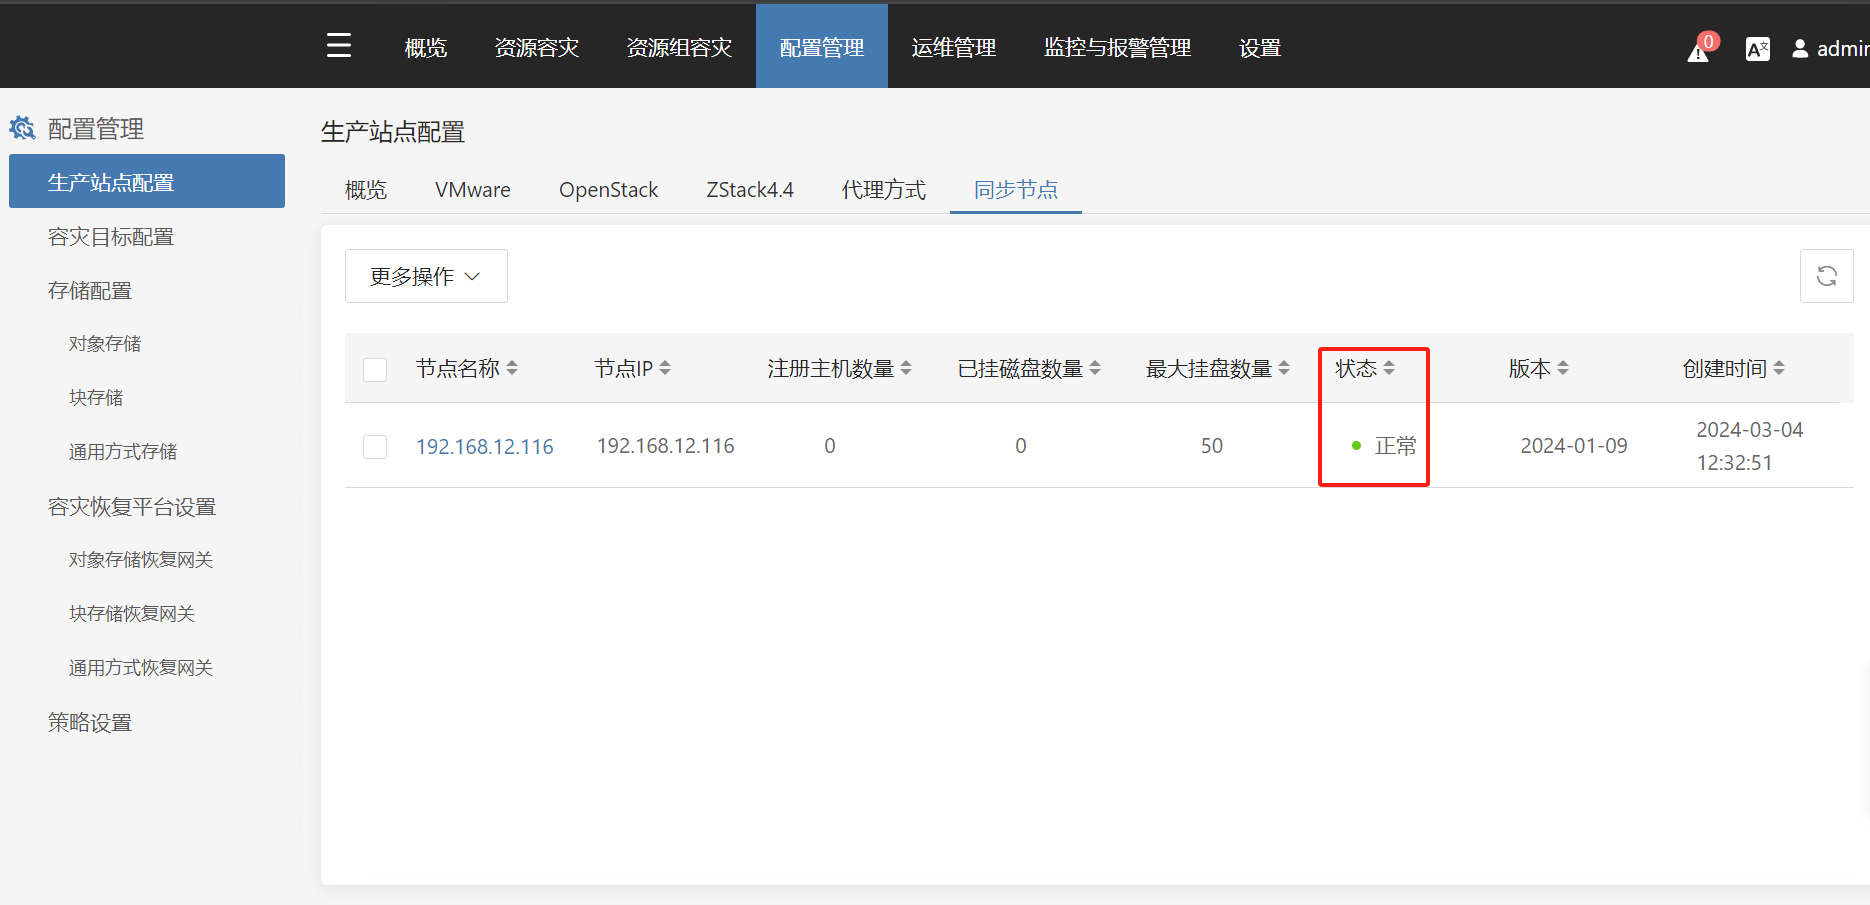 概览 资源容灾 资源组容灾 配置管理 运维管理 监控与报警管理 设置 0 A文 admin
配置管理
生产站点配置
容灾目标配置
存储配置
对象存储
块存储
通用方式存储
容灾恢复平台设置
对象存储恢复网关
块存储恢复网关
通用方式恢复网关
策略设置
生产站点配置
概览 VMware OpenStack ZStack4.4 代理方式 同步节点
更多操作
节点名称 节点IP 注册主机数量 已挂磁盘数量 最大挂盘数量 状态 版本 创建时间
192.168.12.116 192.168.12.116 0 0 50 正常 2024-01-09 2024-03-04
12:32:51